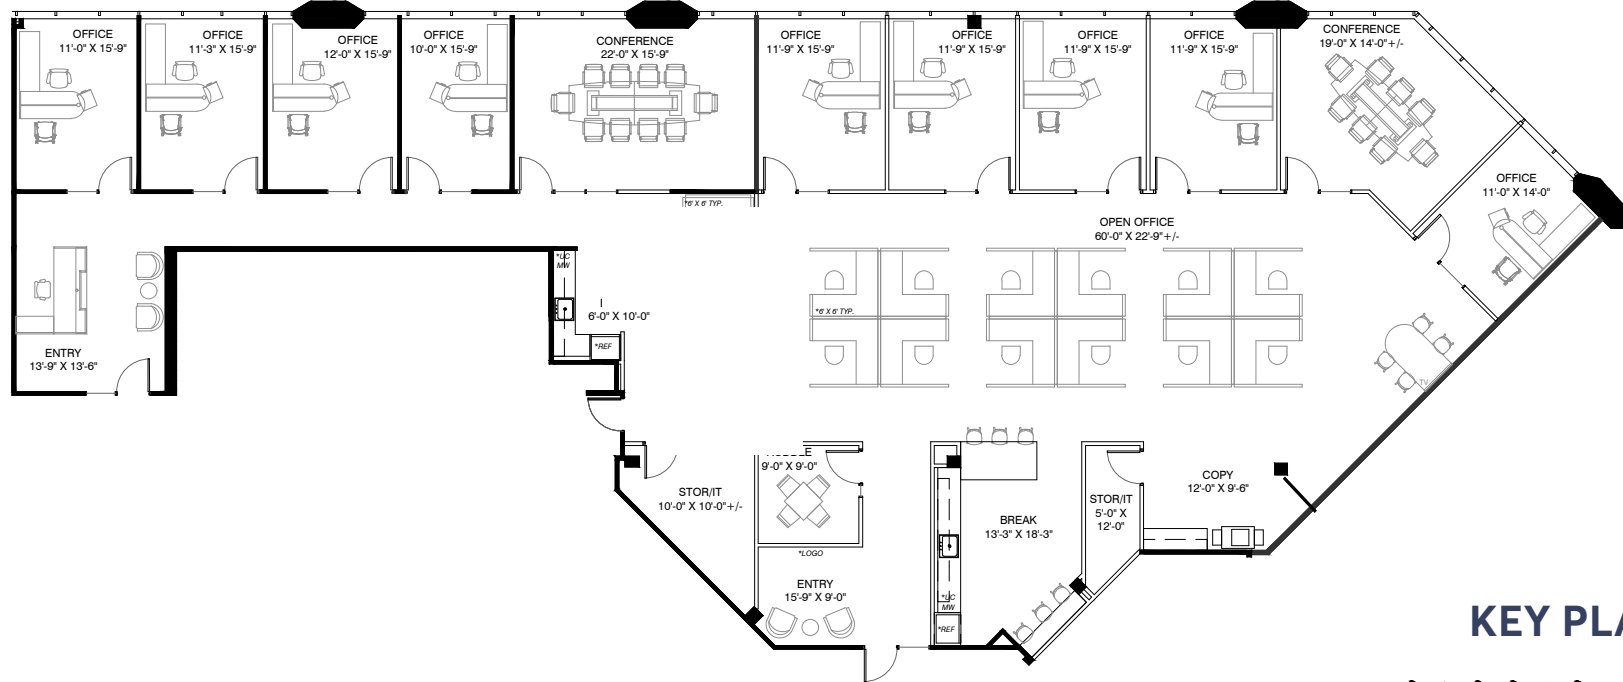 OFFICE
11'-0" X 15'-9"
OFFICE
11'-3" X 15'-9"
OFFICE
12'-0" X 15'-9"
OFFICE
10'-0" X 15'-9"
CONFERENCE
22'-0" X 15'-9"
OFFICE
11'-9" X 15'-9"
OFFICE
11'-9" X 15'-9"
OFFICE
11'-9" X 15'-9"
OFFICE
11'-9" X 15'-9"
CONFERENCE
19'-0" X 14'-0"+/-
OFFICE
11'-0" X 14'-0"
*6' X 6' TYP.
OPEN OFFICE
60'-0" X 22'-9"+/-
*UC
MW
6'-0" X 10'-0"
*REF
*6' X 6' TYP.
ENTRY
13'-9" X 13'-6"
TV
9'-0" X 9'-0"
STOR/IT
10'-0" X 10'-0"+/-
COPY
12'-0" X 9'-6"
STOR/IT
5'-0" X
12'-0"
BREAK
13'-3" X 18'-3"
*LOGO
ENTRY
15'-9" X 9'-0"
*UC
MW
*REF
KEY PLA